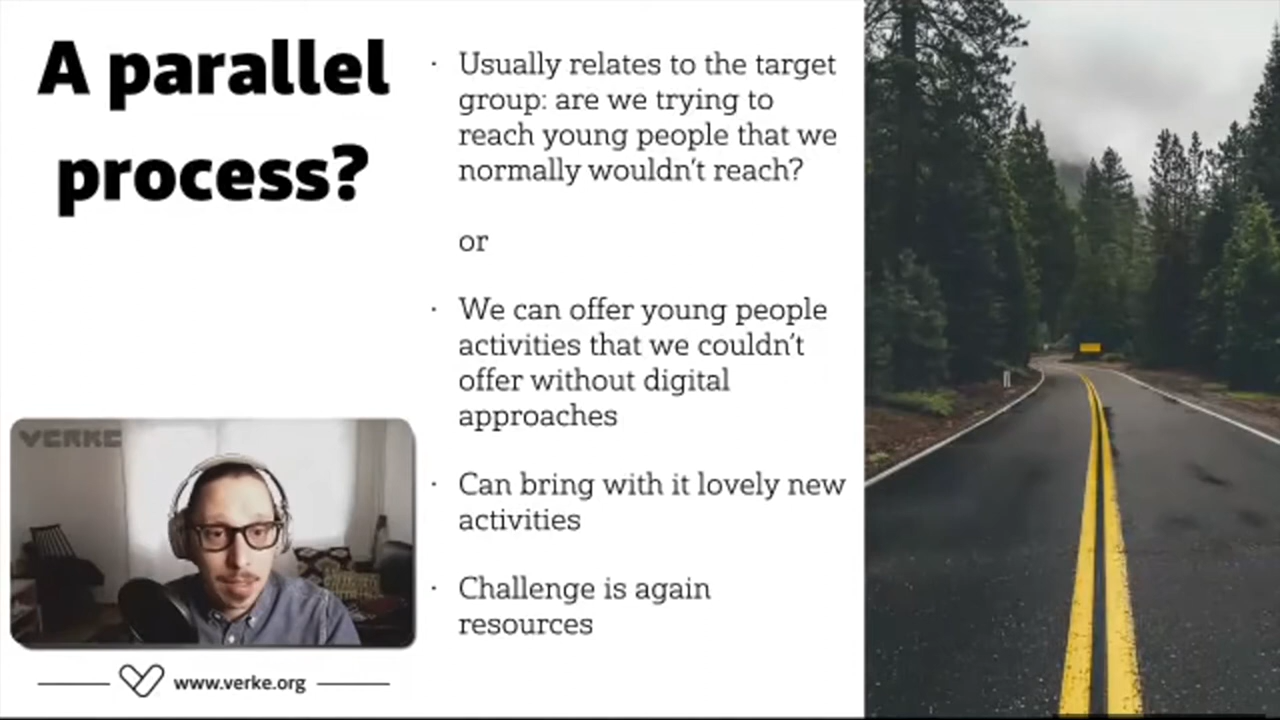 A parallel
process?
· Usually relates to the target
group: are we trying to
reach young people that we
normally wouldn't reach?
or
· We can offer young people
activities that we couldn't
offer without digital
approaches
· Can bring with it lovely new
activities
· Challenge is again
resources
VERKE
www.verke.org